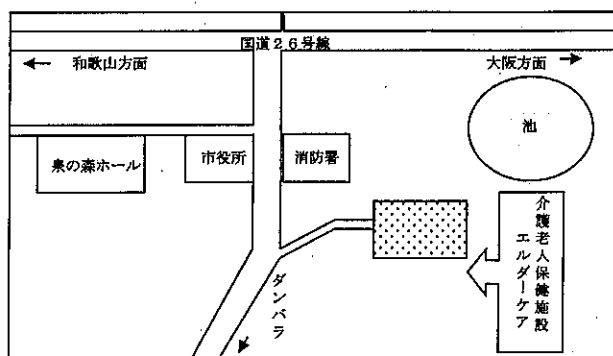 国道２６号線
和歌山方面
大阪方面
池
泉の森ホール
市役所
消防署
介護老人保健施設
エルダーケア
ダンバラ